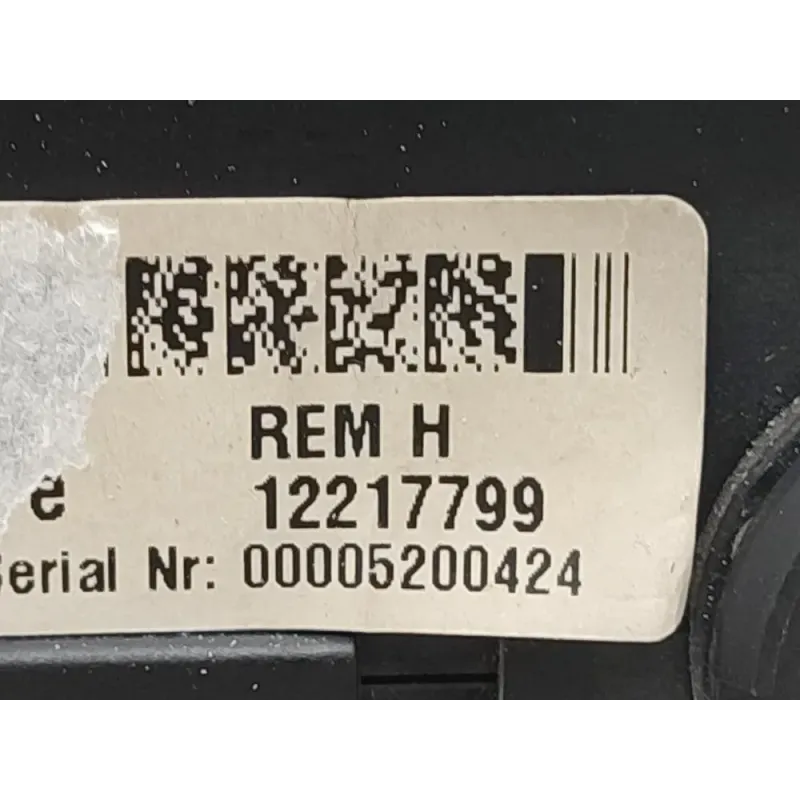 REM H
e 12217799
Serial Nr: 00005200424